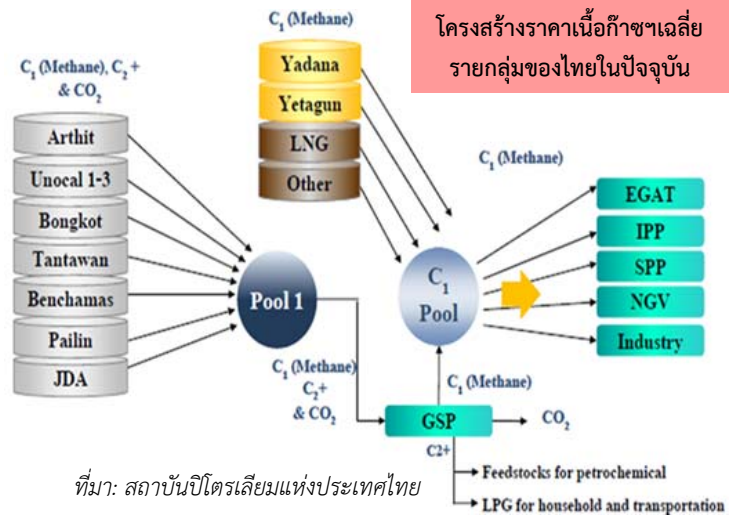 โครงสร้างราคาเนื้อก๊าซฯเฉลี่ย
รายกลุ่มของไทยในปัจจุบัน
C₁ (Methane)
C₁ (Methane), C₂ +
& CO₂
Yadana
Yetagun
LNG
Other
Arthit
Unocal 1-3
Bongkot
Tantawan
Benchamas
Pailin
JDA
Pool 1
C₁ (Methane)
C₁
Pool
EGAT
IPP
SPP
NGV
Industry
C₁ (Methane)
C₂+
& CO₂
C₁ (Methane)
GSP
CO₂
C2+
Feedstocks for petrochemical
LPG for household and transportation
ที่มา: สถาบันปิโตรเลียมแห่งประเทศไทย